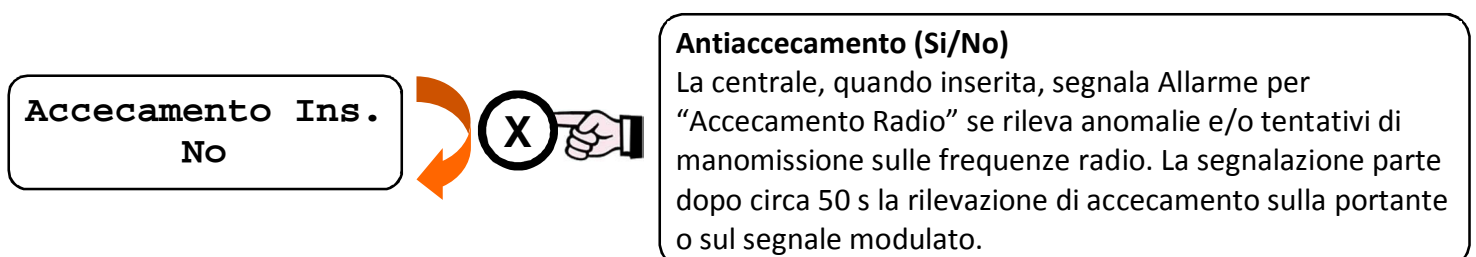 Accecamento Ins.
No
X
Antiaccecamento (Si/No)
La centrale, quando inserita, segnala Allarme per
“Accecamento Radio” se rileva anomalie e/o tentativi di
manomissione sulle frequenze radio. La segnalazione parte
dopo circa 50 s la rilevazione di accecamento sulla portante
o sul segnale modulato.